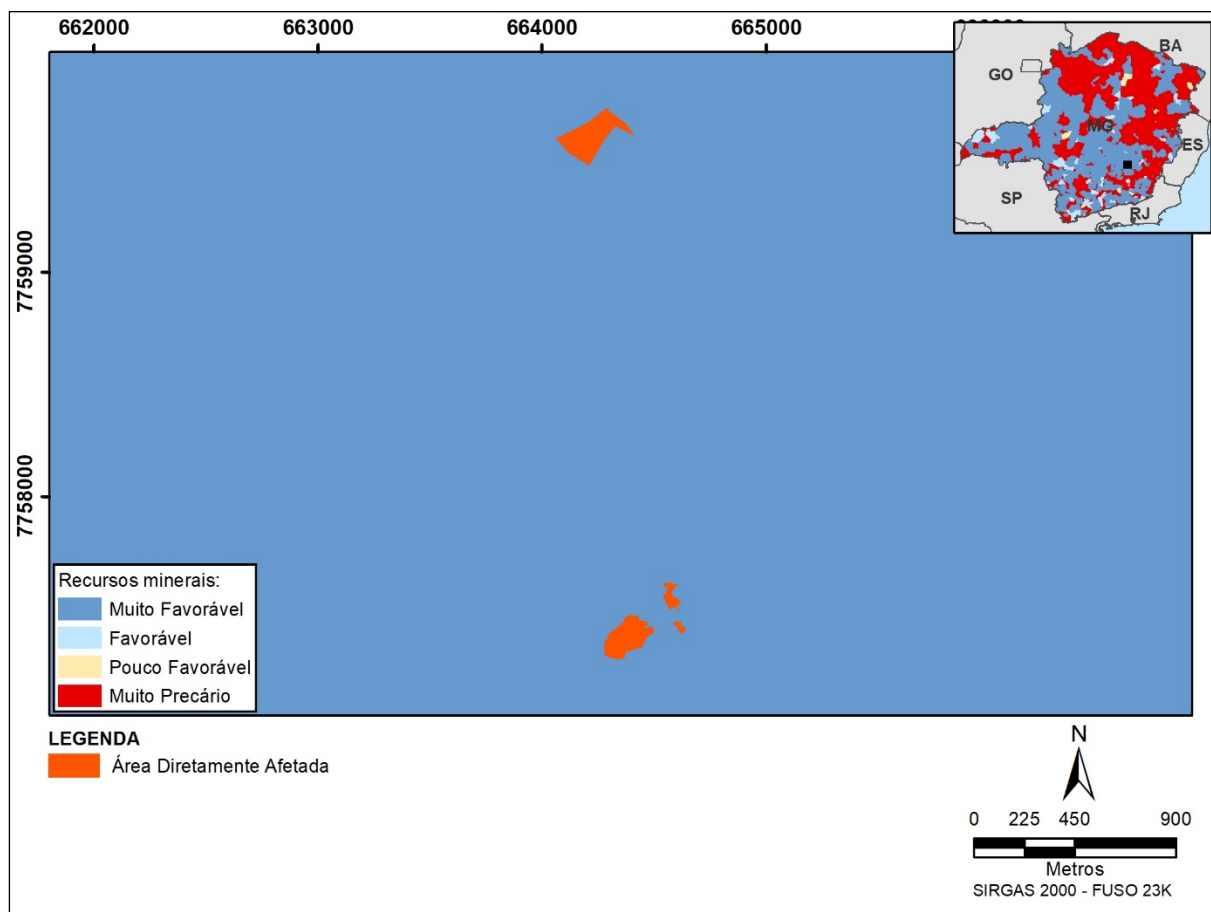 662000 663000 664000 665000
BA
GO
MG
ES
SP
RJ
7759000
7758000
Recursos minerais:
Muito Favorável
Favorável
Pouco Favorável
Muito Precário
LEGENDA
Área Diretamente Afetada
N
0 225 450 900
Metros
SIRGAS 2000 - FUSO 23K